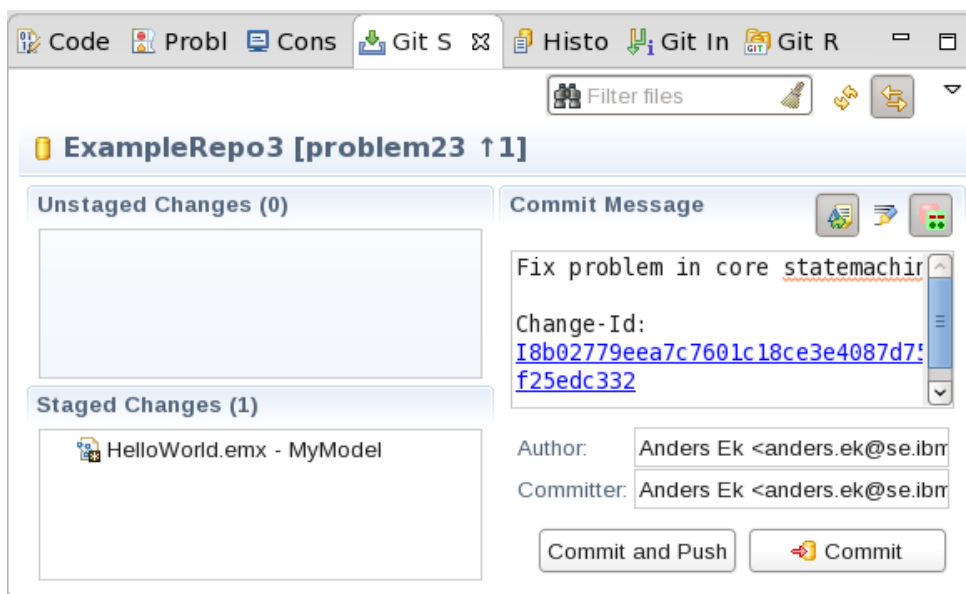 Code Probl Cons Git S Histo Git In Git R
Filter files
ExampleRepo3 [problem23 ↑1]
Unstaged Changes (0)
Commit Message
Fix problem in core statemachin
Change-Id:
I8b02779eea7c7601c18ce3e4087d75
f25edc332
Staged Changes (1)
HelloWorld.emx - MyModel
Author: Anders Ek <anders.ek@se.ibm
Committer: Anders Ek <anders.ek@se.ibm
Commit and Push Commit